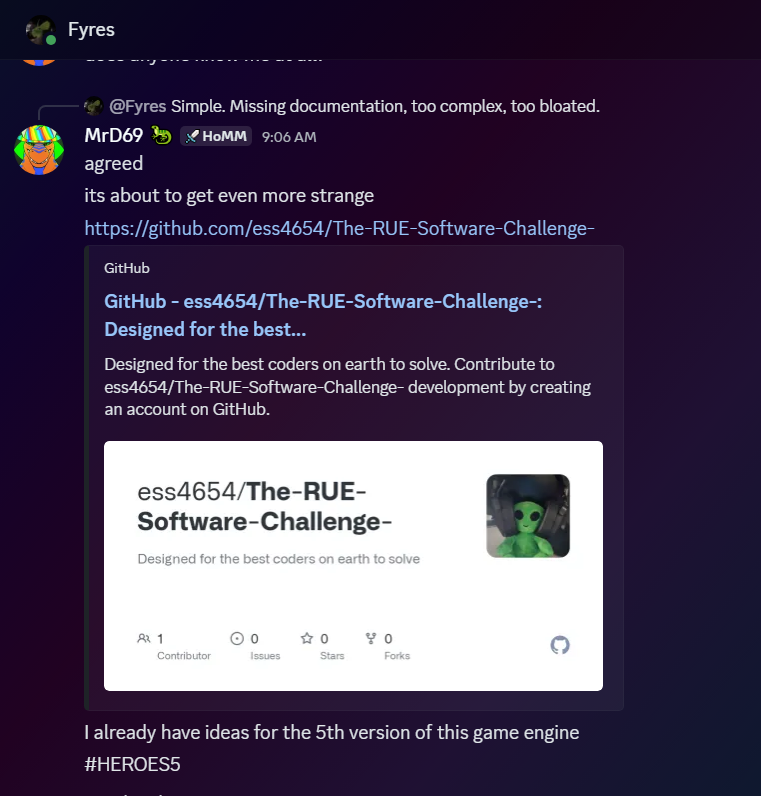 Fyres
@Fyres Simple. Missing documentation, too complex, too bloated.
MrD69 HoMM 9:06 AM
agreed
its about to get even more strange
https://github.com/ess4654/The-RUE-Software-Challenge-
GitHub
GitHub - ess4654/The-RUE-Software-Challenge-:
Designed for the best...
Designed for the best coders on earth to solve. Contribute to
ess4654/The-RUE-Software-Challenge- development by creating
an account on GitHub.
ess4654/The-RUE-
Software-Challenge-
Designed for the best coders on earth to solve
1 0 0 0
Contributor Issues Stars Forks
I already have ideas for the 5th version of this game engine
#HEROES5